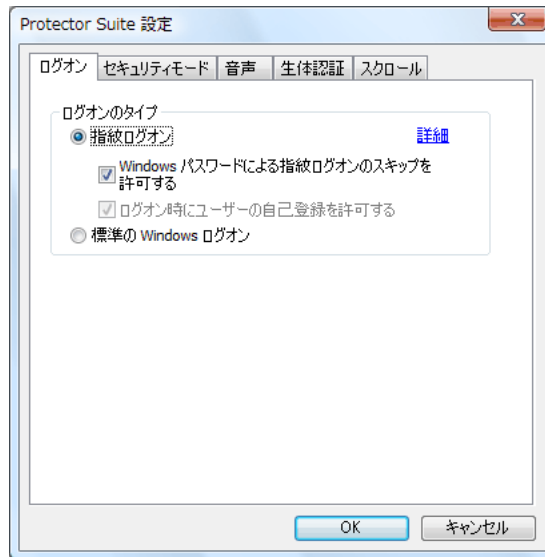 Protector Suite 設定
ログオン セキュリティモード 音声 生体認証 スクロール
ログオンのタイプ
指紋ログオン 詳細
Windows パスワードによる指紋ログオンのスキップを
許可する
ログオン時にユーザーの自己登録を許可する
標準の Windows ログオン
OK キャンセル